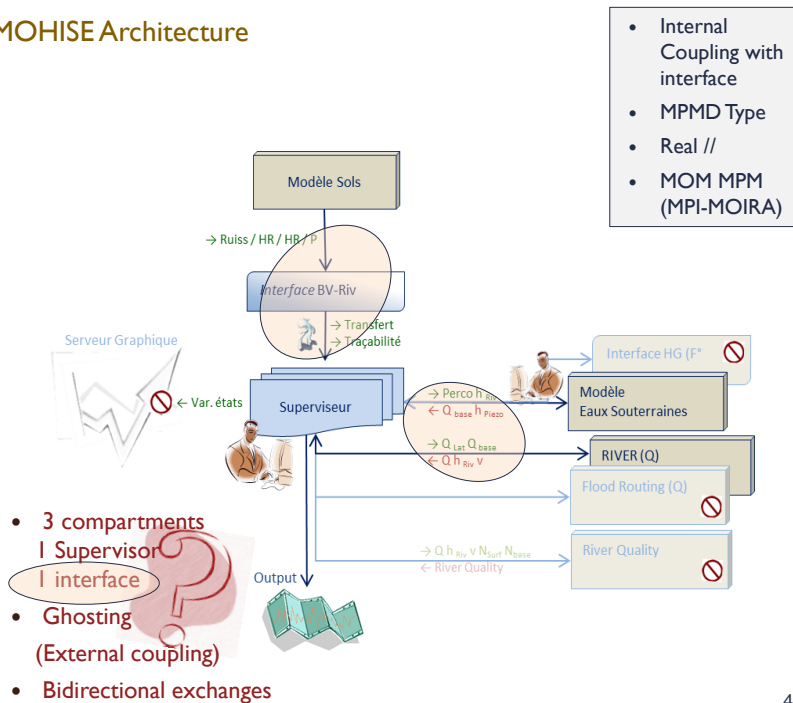 MOHISE Architecture
• Internal
Coupling with
interface
• MPMD Type
• Real //
• MOM MPM
(MPI-MOIRA)
Modèle Sols
→ Ruiss / HR / HR / P
Interface BV-Riv
→ Transfert
→ Traçabilité
Serveur Graphique
← Var. états
Superviseur
→ Perco h Riv
← Q base h Piezo
→ Q Lat Q base
← Q h Riv v
Interface HG (F°
Modèle
Eaux Souterraines
RIVER (Q)
Flood Routing (Q)
→ Q h Riv v N Surf N base
← River Quality
River Quality
Output
• 3 compartments
1 Supervisor
1 interface
• Ghosting
(External coupling)
• Bidirectional exchanges
4